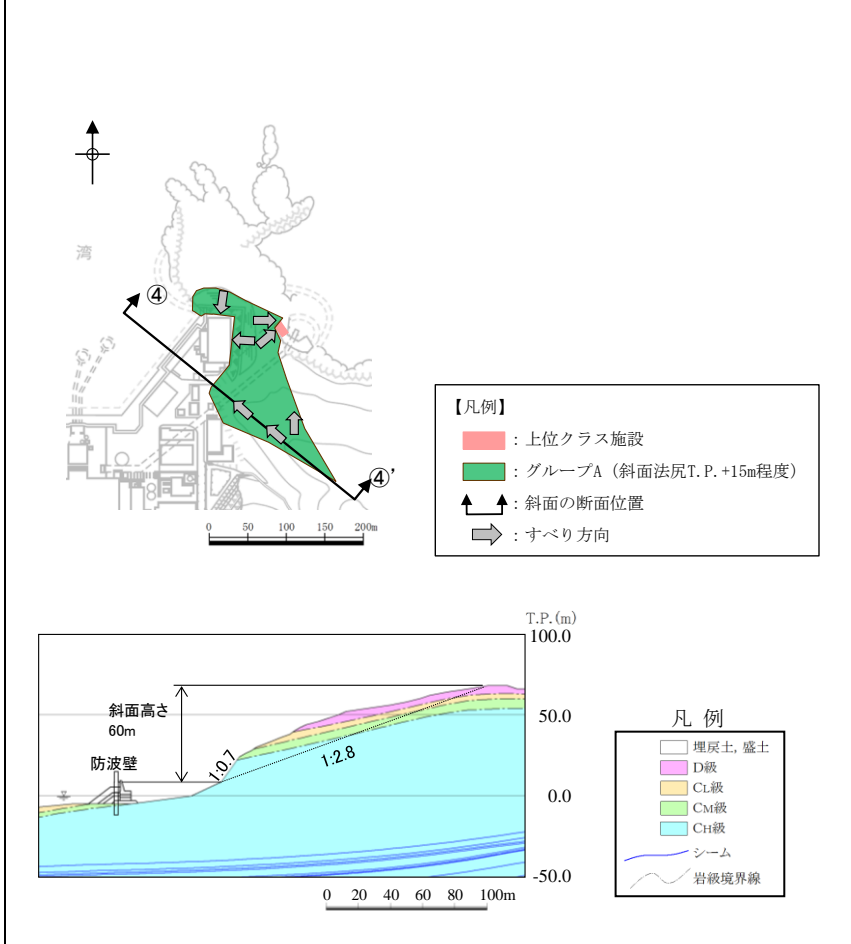 湾
④
④’
0 50 100 150 200m
【凡例】
：上位クラス施設
：グループA（斜面法尻T.P.+15m程度）
：斜面の断面位置
：すべり方向
T.P.(m)
100.0
50.0
0.0
-50.0
斜面高さ
60m
防波壁
1:0.7
1:2.8
0 20 40 60 80 100m
凡 例
埋戻土, 盛土
D級
CL級
CM級
CH級
シーム
岩級境界線